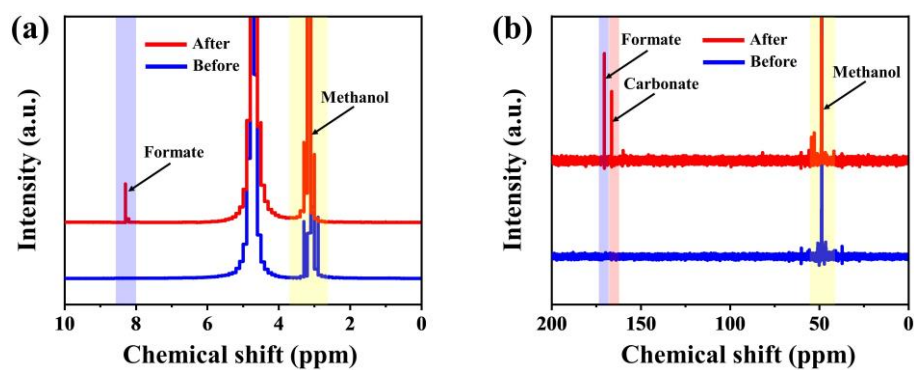 (a)
After
Before
Methanol
Formate
Intensity (a.u.)
10 8 6 4 2 0
Chemical shift (ppm)
(b)
Formate
After
Before
Carbonate
Methanol
Intensity (a.u.)
200 150 100 50 0
Chemical shift (ppm)